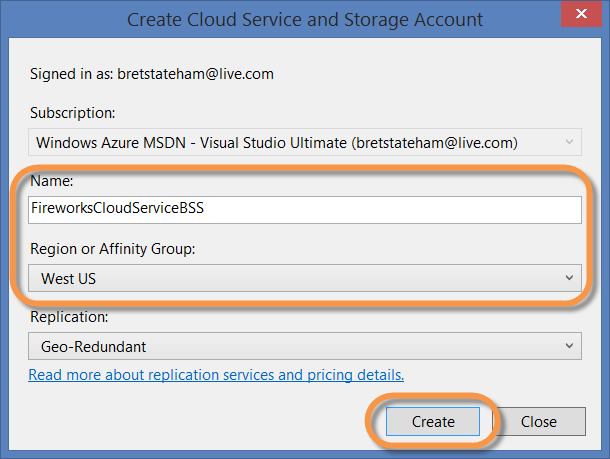 Create Cloud Service and Storage Account
Signed in as: bretstateham@live.com
Subscription:
Windows Azure MSDN - Visual Studio Ultimate (bretstateham@live.com)
Name:
FireworksCloudServiceBSS
Region or Affinity Group:
West US
Replication:
Geo-Redundant
Read more about replication services and pricing details.
Create Close